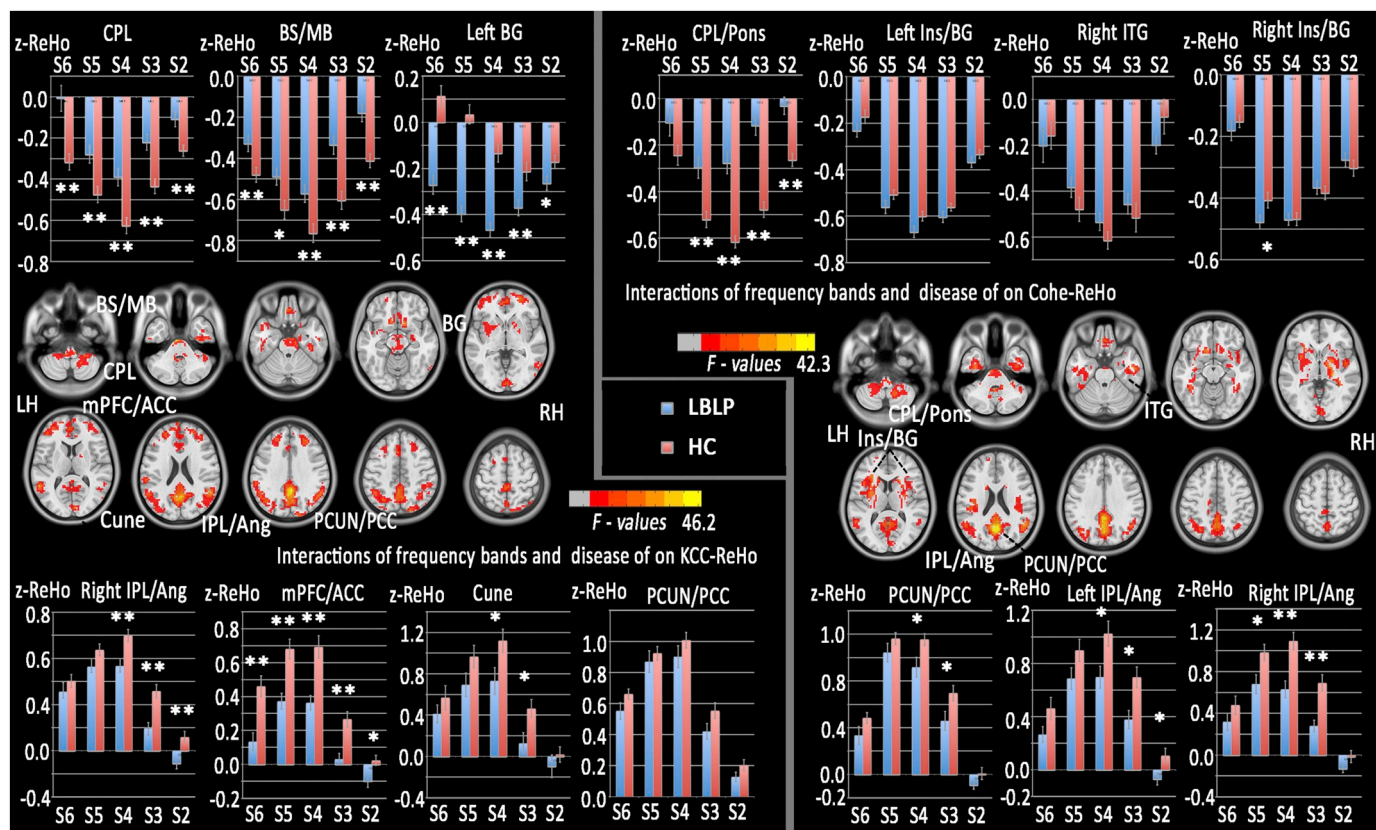 CPL
BS/MB
Left BG
z-ReHo
S6 S5 S4 S3 S2
0.0
-0.2
-0.4
-0.6
-0.8
** ** ** ** **
z-ReHo
S6 S5 S4 S3 S2
0.0
-0.2
-0.4
-0.6
-0.8
** * ** ** **
z-ReHo
S6 S5 S4 S3 S2
0.2
0.0
-0.2
-0.4
-0.6
** ** ** ** *
BS/MB
BG
CPL
LH
mPFC/ACC
RH
Cune
IPL/Ang
PCUN/PCC
F - values 46.2
Interactions of frequency bands and disease of on KCC-ReHo
z-ReHo
Right IPL/Ang
0.8
0.6
0.4
0.2
0.0
-0.4
** ** **
S6 S5 S4 S3 S2
z-ReHo
mPFC/ACC
0.8
0.6
0.4
0.2
0.0
0.2
** ** ** ** *
S6 S5 S4 S3 S2
z-ReHo
Cune
1.2
0.8
0.4
0.0
-0.4
* *
S6 S5 S4 S3 S2
z-ReHo
PCUN/PCC
1.0
0.8
0.6
0.4
0.2
0.0
S6 S5 S4 S3 S2
LBLP
HC
CPL/Pons
z-ReHo
S6 S5 S4 S3 S2
0.2
0.0
-0.2
-0.4
-0.6
** ** ** **
Left Ins/BG
z-ReHo
S6 S5 S4 S3 S2
0.0
-0.2
-0.4
-0.6
-0.8
Right ITG
z-ReHo
S6 S5 S4 S3 S2
0.2
0.0
-0.2
-0.4
-0.6
Right Ins/BG
z-ReHo
S6 S5 S4 S3 S2
0.0
-0.2
-0.4
-0.6
*
Interactions of frequency bands and disease of on Cohe-ReHo
F - values 42.3
CPL/Pons
ITG
LH
Ins/BG
RH
IPL/Ang
PCUN/PCC
z-ReHo
PCUN/PCC
1.0
0.8
0.6
0.4
0.2
0.0
-0.2
* *
S6 S5 S4 S3 S2
z-ReHo
Left IPL/Ang
1.2
0.8
0.4
0.0
-0.2
* * *
S6 S5 S4 S3 S2
z-ReHo
Right IPL/Ang
1.2
0.8
0.4
0.0
-0.4
* ** **
S6 S5 S4 S3 S2